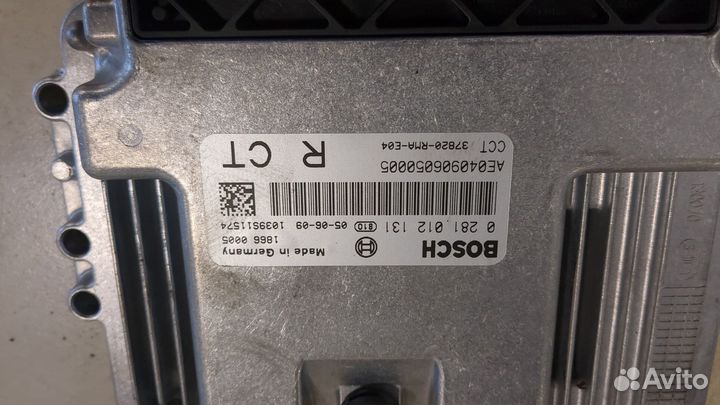 BOSCH
Made in Germany
1866 0005
0 281 012 131
810
05-06-09
1039S11574
AE0409060S0005
CCT 37820-RMA-E04
R CT
Avito